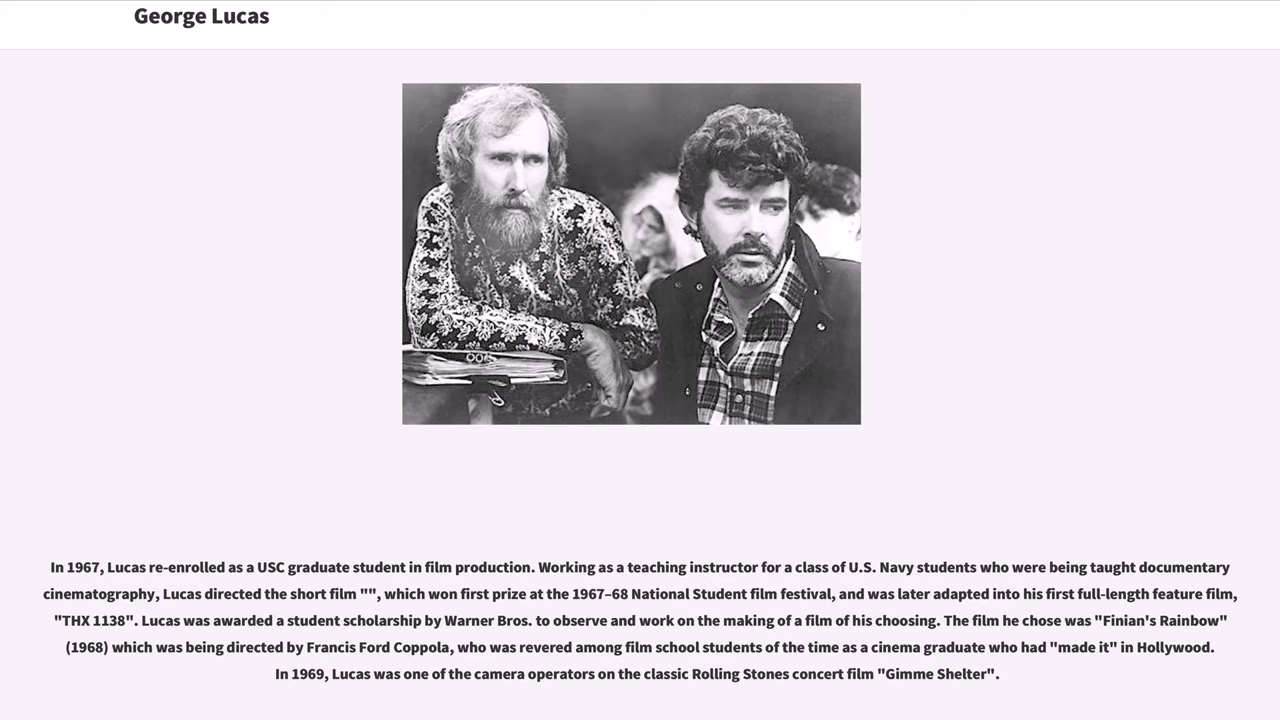 George Lucas
In 1967, Lucas re-enrolled as a USC graduate student in film production. Working as a teaching instructor for a class of U.S. Navy students who were being taught documentary
cinematography, Lucas directed the short film "", which won first prize at the 1967–68 National Student film festival, and was later adapted into his first full-length feature film,
"THX 1138". Lucas was awarded a student scholarship by Warner Bros. to observe and work on the making of a film of his choosing. The film he chose was "Finian's Rainbow"
(1968) which was being directed by Francis Ford Coppola, who was revered among film school students of the time as a cinema graduate who had "made it" in Hollywood.
In 1969, Lucas was one of the camera operators on the classic Rolling Stones concert film "Gimme Shelter".